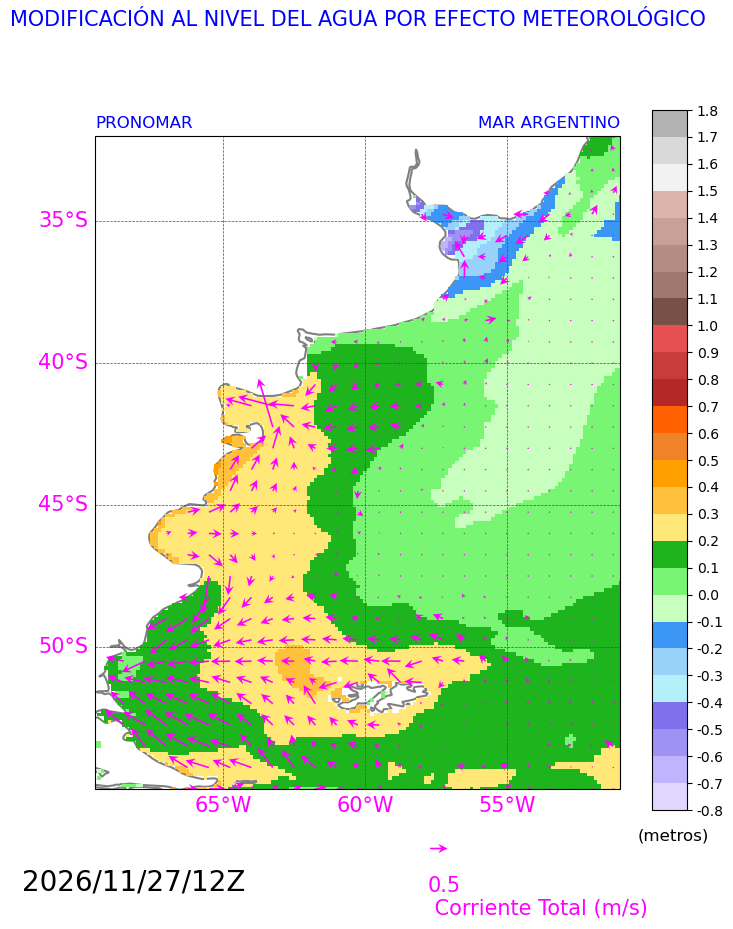 MODIFICACIÓN AL NIVEL DEL AGUA POR EFECTO METEOROLÓGICO
PRONOMAR MAR ARGENTINO
35°S
40°S
45°S
50°S
65°W 60°W 55°W
1.8
1.7
1.6
1.5
1.4
1.3
1.2
1.1
1.0
0.9
0.8
0.7
0.6
0.5
0.4
0.3
0.2
0.1
0.0
-0.1
-0.2
-0.3
-0.4
-0.5
-0.6
-0.7
-0.8
(metros)
2026/11/27/12Z
0.5
Corriente Total (m/s)